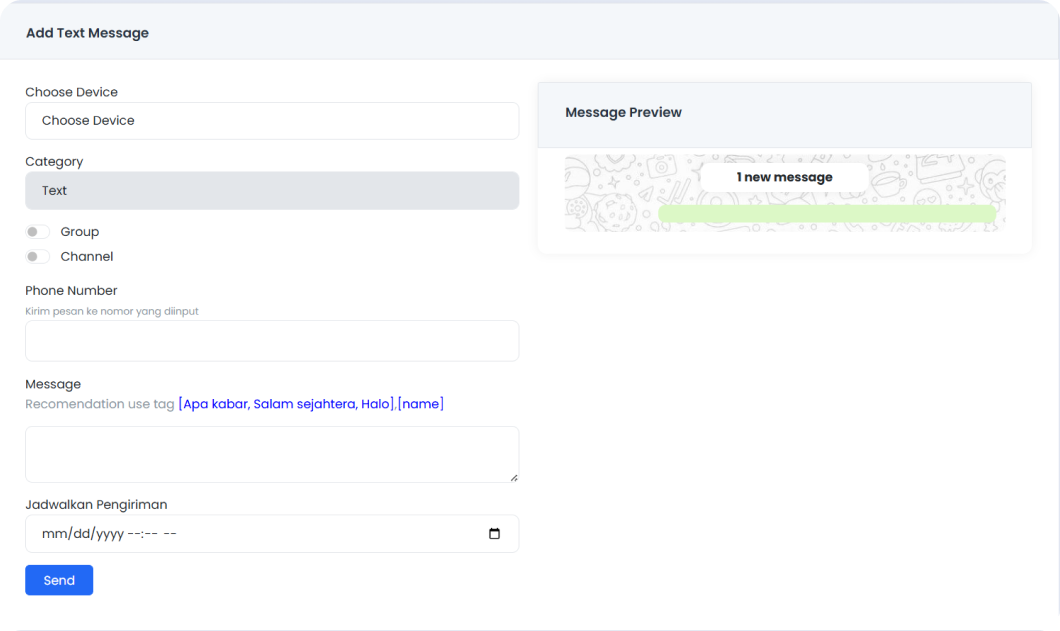 Add Text Message
Choose Device
Choose Device
Category
Text
Group
Channel
Phone Number
Kirim pesan ke nomor yang diinput
Message
Recomendation use tag [Apa kabar, Salam sejahtera, Halo],[name]
Jadwalkan Pengiriman
mm/dd/yyyy --:-- --
Send
Message Preview
1 new message